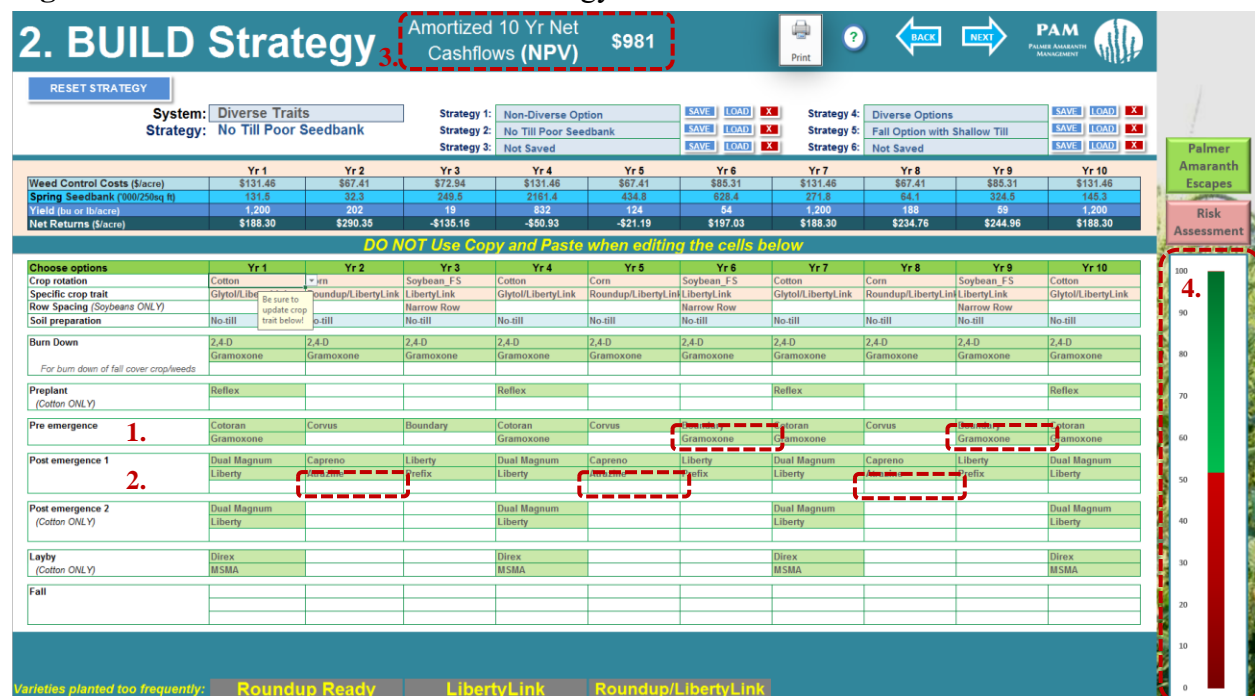 2. BUILD Strategy
3.
Amortized 10 Yr Net
Cashflows (NPV)
$981
Print
?
BACK
NEXT
PAM
PALMER AMARANTH
MANAGEMENT
RESET STRATEGY
System: Diverse Traits
Strategy: No Till Poor Seedbank
Strategy 1: Non-Diverse Option SAVE LOAD X
Strategy 2: No Till Poor Seedbank SAVE LOAD X
Strategy 3: Not Saved SAVE LOAD X
Strategy 4: Diverse Options SAVE LOAD X
Strategy 5: Fall Option with Shallow Till SAVE LOAD X
Strategy 6: Not Saved SAVE LOAD X
Palmer
Amaranth
Escapes
Risk
Assessment
Yr 1 Yr 2 Yr 3 Yr 4 Yr 5 Yr 6 Yr 7 Yr 8 Yr 9 Yr 10
Weed Control Costs ($/acre) $131.46 $67.41 $72.94 $131.46 $67.41 $85.31 $131.46 $67.41 $85.31 $131.46
Spring Seedbank ('000/250sq ft) 131.5 32.3 249.5 2161.4 434.8 628.4 271.8 64.1 324.5 145.3
Yield (bu or lb/acre) 1,200 202 19 832 124 54 1,200 188 59 1,200
Net Returns ($/acre) $188.30 $290.35 -$135.16 -$50.93 -$21.19 $197.03 $188.30 $234.76 $244.96 $188.30
DO NOT Use Copy and Paste when editing the cells below
Choose options Yr 1 Yr 2 Yr 3 Yr 4 Yr 5 Yr 6 Yr 7 Yr 8 Yr 9 Yr 10
Crop rotation Cotton orn Soybean_FS Cotton Corn Soybean_FS Cotton Corn Soybean_FS Cotton
Specific crop trait Glytol/Libe oundup/LibertyLink LibertyLink Glytol/LibertyLink Roundup/LibertyLink LibertyLink Glytol/LibertyLink Roundup/LibertyLink LibertyLink Glytol/LibertyLink
Row Spacing (Soybeans ONLY) Narrow Row Narrow Row Narrow Row
Soil preparation No-till o-till No-till No-till No-till No-till No-till No-till No-till No-till
Be sure to
update crop
trait below!
Burn Down 2,4-D 2,4-D 2,4-D 2,4-D 2,4-D 2,4-D 2,4-D 2,4-D 2,4-D 2,4-D
Gramoxone Gramoxone Gramoxone Gramoxone Gramoxone Gramoxone Gramoxone Gramoxone Gramoxone Gramoxone
For burn down of fall cover crop/weeds
Preplant Reflex Reflex Reflex Reflex
(Cotton ONLY)
Pre emergence 1. Cotoran Corvus Boundary Cotoran Corvus Boundary Cotoran Corvus Boundary Cotoran
Gramoxone Gramoxone Gramoxone Gramoxone Gramoxone Gramoxone
Post emergence 1 Dual Magnum Capreno Liberty Dual Magnum Capreno Liberty Dual Magnum Capreno Liberty Dual Magnum
2. Liberty Atrazine Prefix Liberty Atrazine Prefix Liberty Atrazine Prefix Liberty
Post emergence 2 Dual Magnum Dual Magnum Dual Magnum Dual Magnum
(Cotton ONLY) Liberty Liberty Liberty Liberty
Layby Direx Direx Direx Direx
(Cotton ONLY) MSMA MSMA MSMA MSMA
Fall
4.
100
90
80
70
60
50
40
30
20
10
0
Varieties planted too frequently: Roundup Ready LibertyLink Roundup/LibertyLink